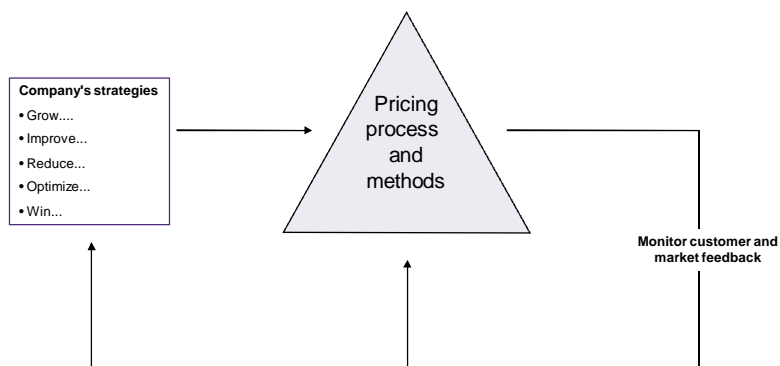 Company's strategies
• Grow....
• Improve...
• Reduce...
• Optimize...
• Win...
Pricing
process
and
methods
Monitor customer and
market feedback